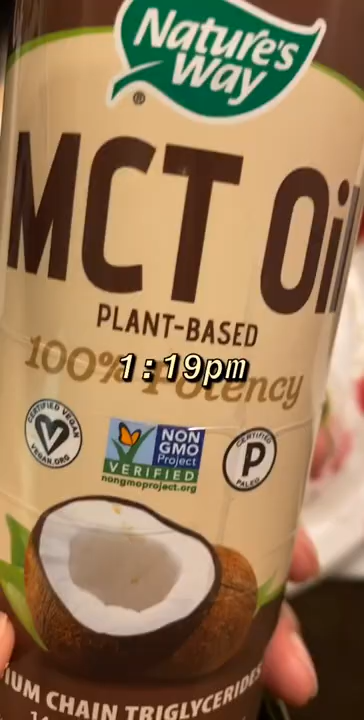 Nature's
Way
®
MCT Oil
PLANT-BASED
100% Potency
1:19pm
CERTIFIED VEGAN
VEGAN.ORG
NON
GMO
Project
VERIFIED
nongmoproject.org
CERTIFIED
P
PALEO
IUM CHAIN TRIGLYCERIDES